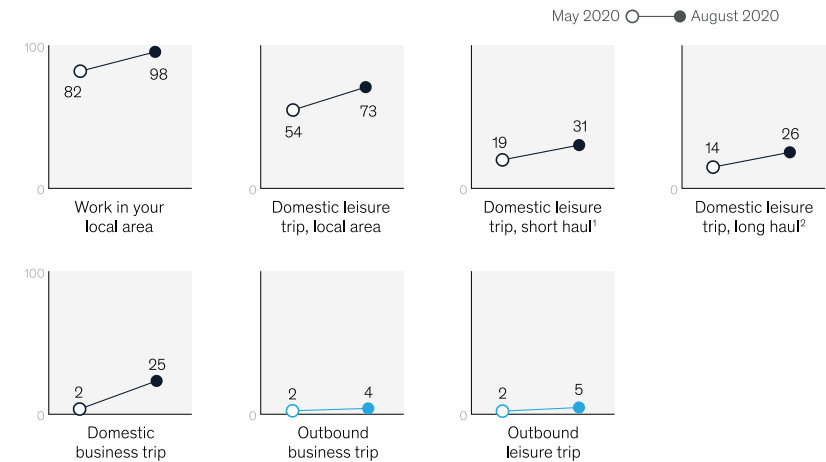 May 2020 August 2020
100
82
98
0
Work in your
local area
54
73
0
Domestic leisure
trip, local area
19
31
0
Domestic leisure
trip, short haul¹
14
26
0
Domestic leisure
trip, long haul²
100
2
25
0
Domestic
business trip
2
4
0
Outbound
business trip
2
5
0
Outbound
leisure trip